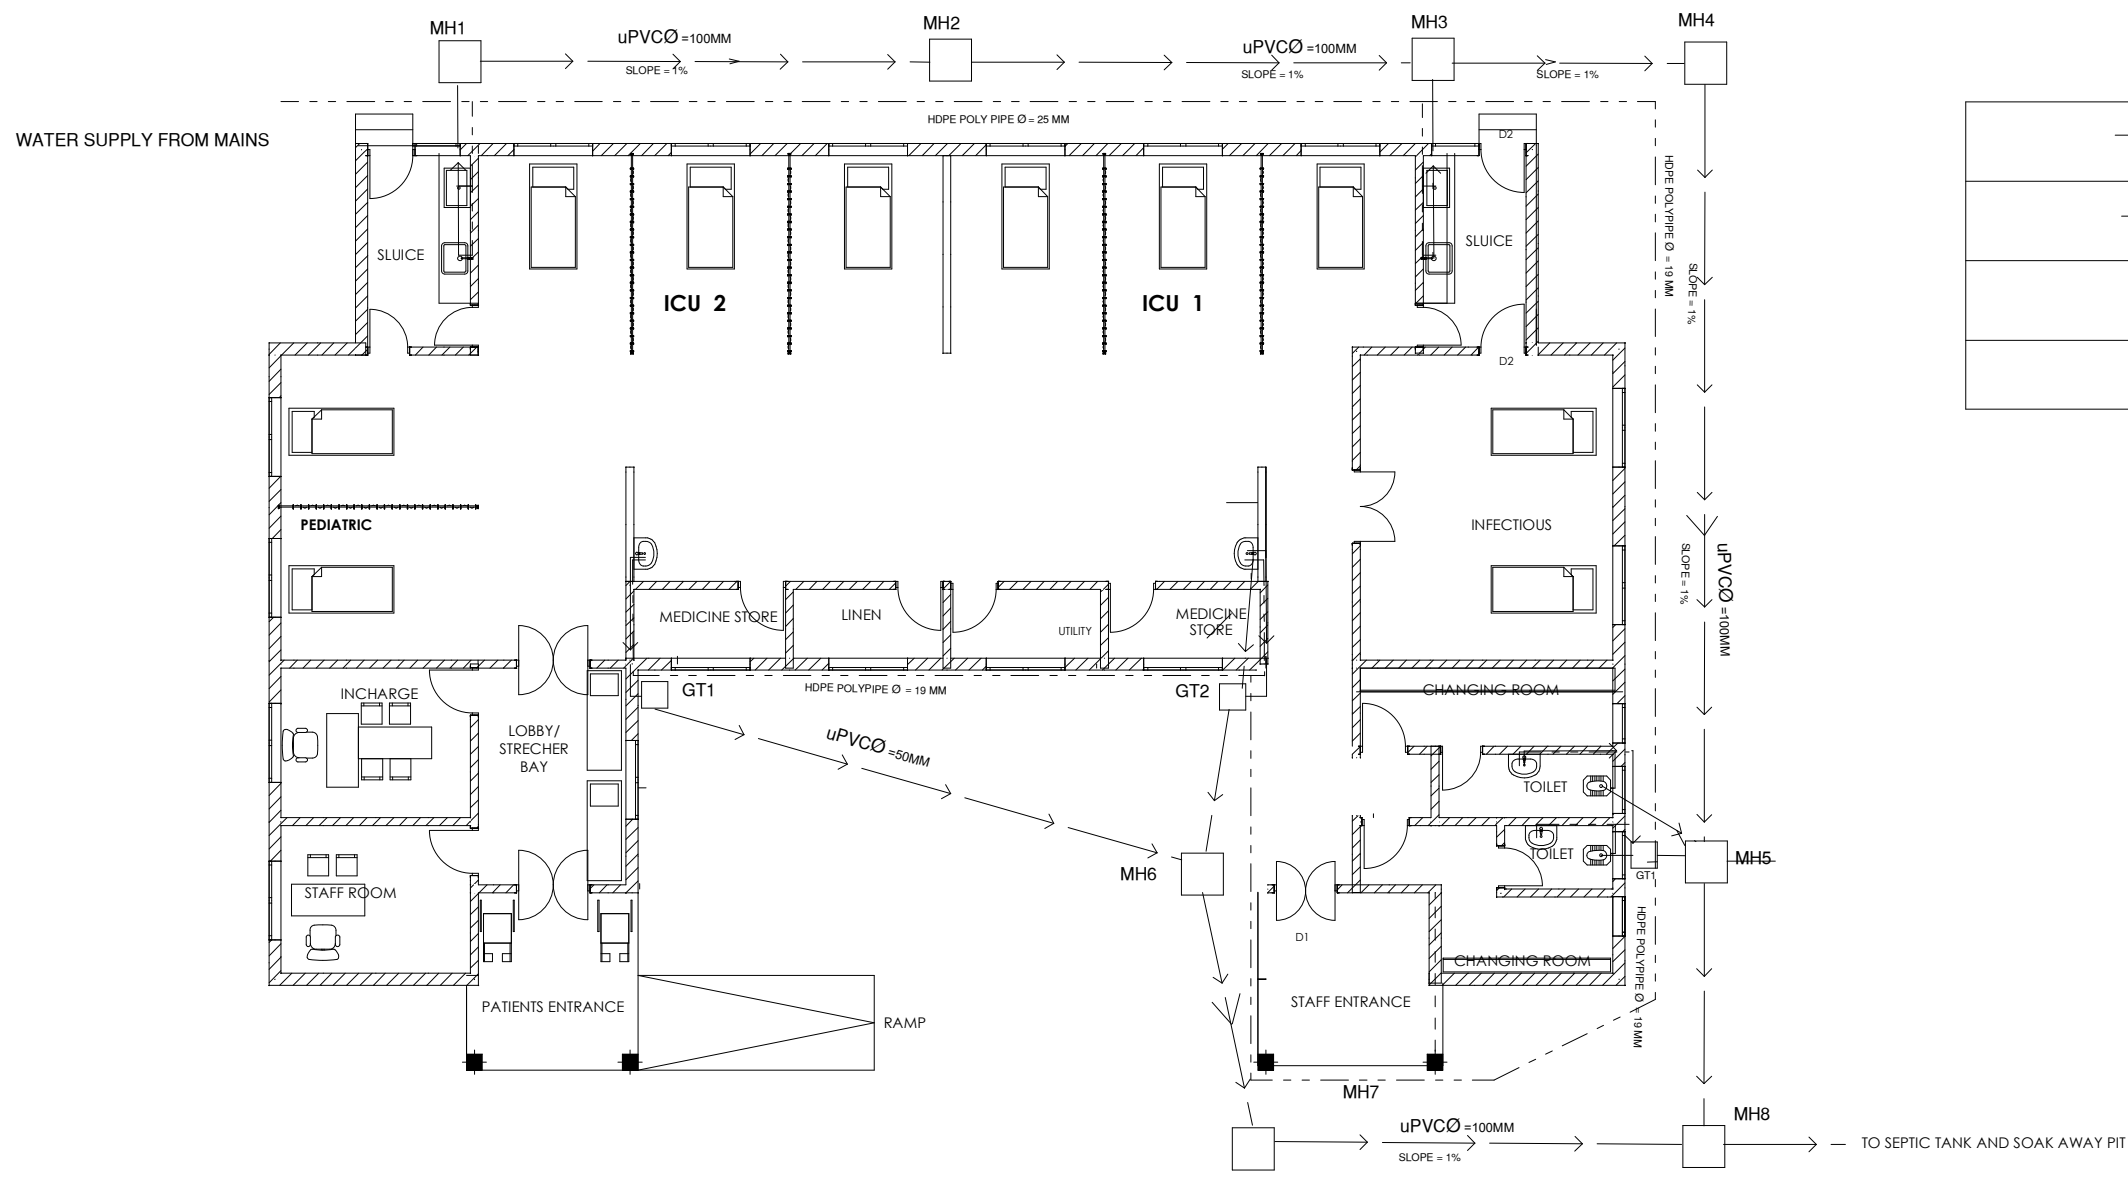 MH1
MH2
MH3
MH4
uPVCØ =100MM
SLOPE = 1%
uPVCØ =100MM
SLOPE = 1%
SLOPE = 1%
WATER SUPPLY FROM MAINS
HDPE POLY PIPE Ø = 25 MM
D2
HDPE POLYPIPE Ø = 19 MM
SLUICE
SLUICE
ICU 2
ICU 1
SLOPE = 1%
D2
PEDIATRIC
INFECTIOUS
SLOPE = 1%
uPVCØ =100MM
MEDICINE STORE
LINEN
UTILITY
MEDICINE
STORE
INCHARGE
GT1
HDPE POLYPIPE Ø = 19 MM
GT2
CHANGING ROOM
LOBBY/
STRECHER
BAY
uPVCØ =50MM
TOILET
TOILET
MH5
MH6
GT1
STAFF ROOM
D1
HDPE POLYPIPE Ø = 19 MM
CHANGING ROOM
PATIENTS ENTRANCE
STAFF ENTRANCE
RAMP
MH7
MH8
uPVCØ =100MM
SLOPE = 1%
TO SEPTIC TANK AND SOAK AWAY PIT